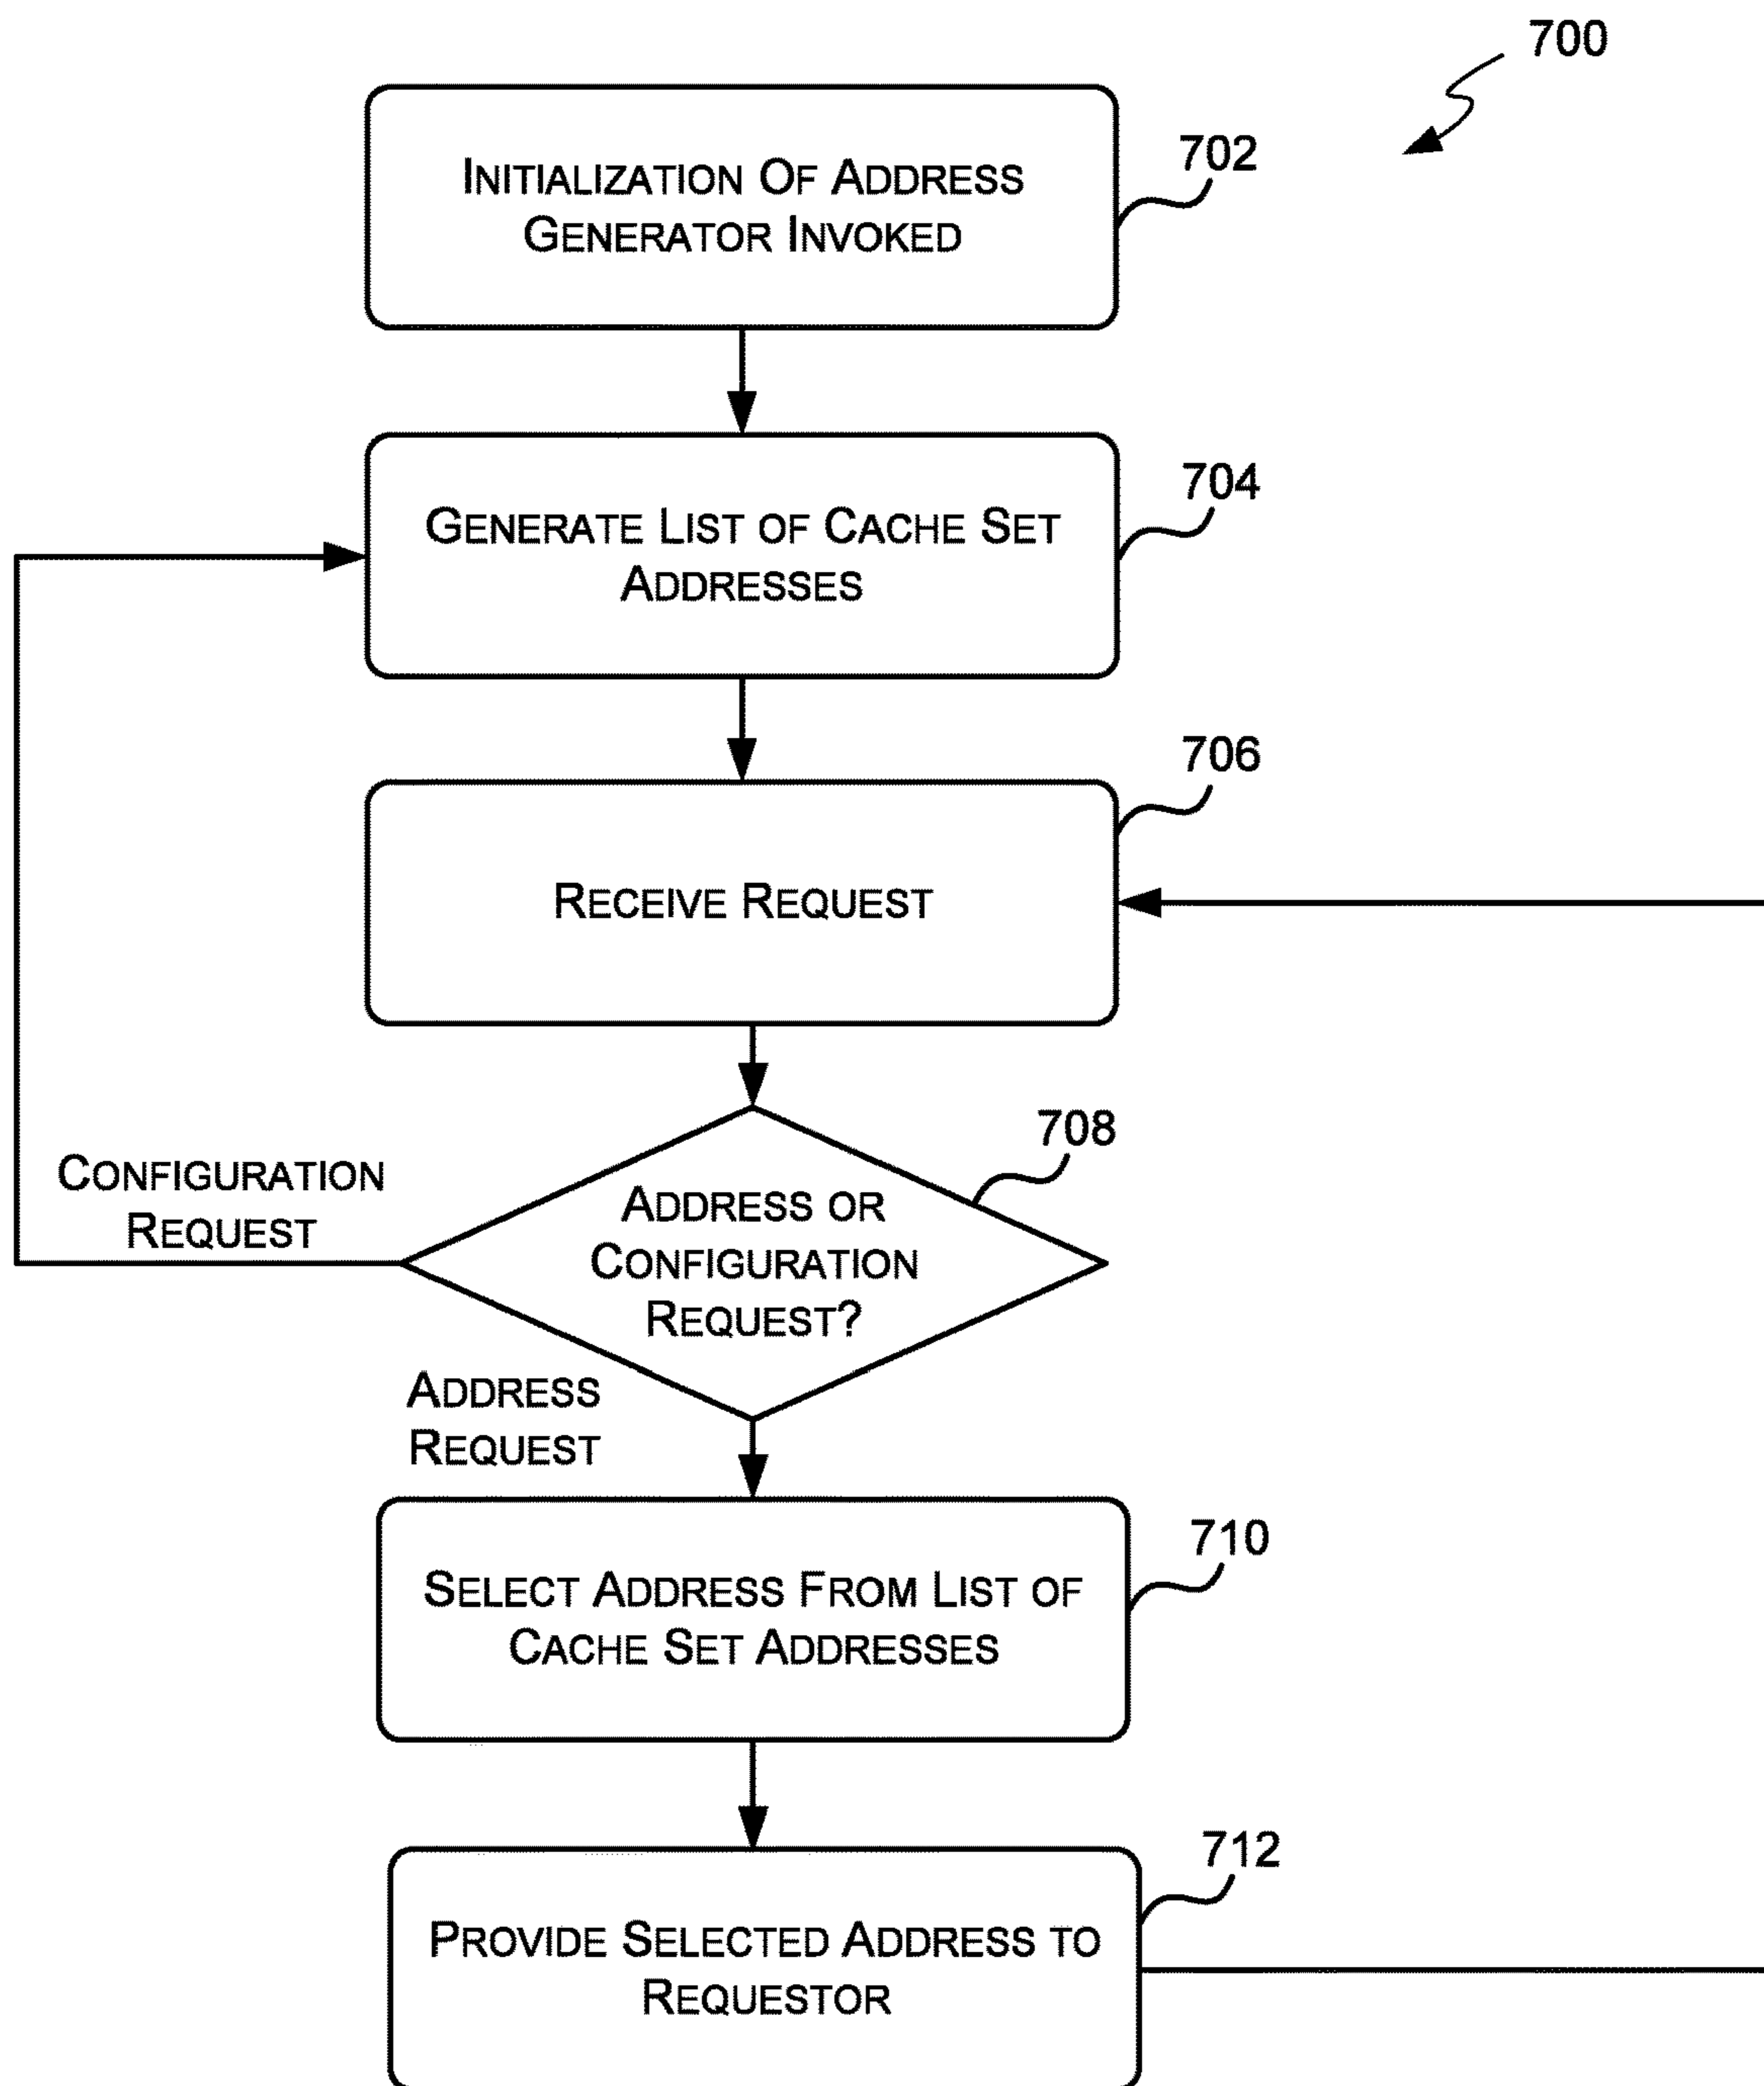 700
702
INITIALIZATION OF ADDRESS
GENERATOR INVOKED
704
GENERATE LIST OF CACHE SET
ADDRESSES
706
RECEIVE REQUEST
708
CONFIGURATION
REQUEST
ADDRESS OR
CONFIGURATION
REQUEST?
ADDRESS
REQUEST
710
SELECT ADDRESS FROM LIST OF
CACHE SET ADDRESSES
712
PROVIDE SELECTED ADDRESS TO
REQUESTOR